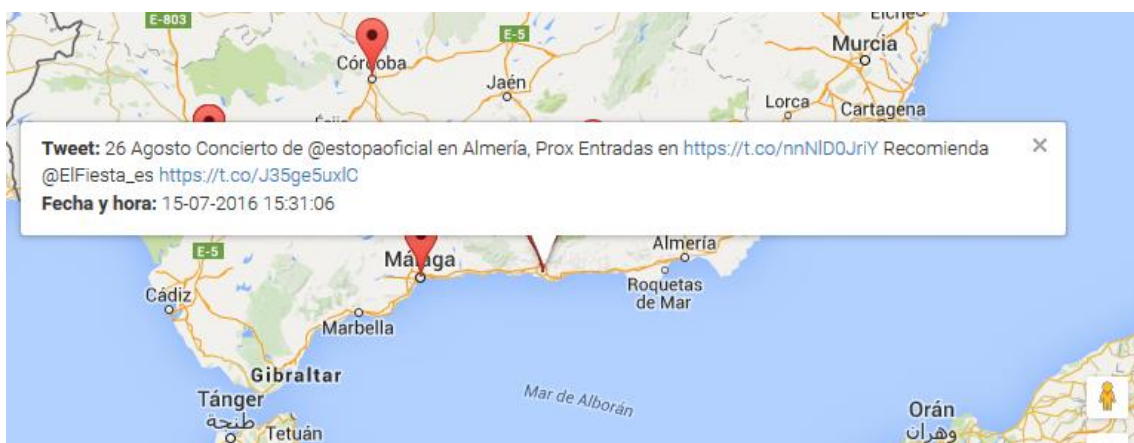 E-803
E-5
Elche
Murcia
Córdoba
Jaén
Lorca
Cartagena
Tweet: 26 Agosto Concierto de @estopaoficial en Almería, Prox Entradas en https://t.co/nnNlD0JriY Recomienda
@ElFiesta_es https://t.co/J35ge5uxlC
Fecha y hora: 15-07-2016 15:31:06
×
E-5
Málaga
Almería
Roquetas
de Mar
Cádiz
Marbella
Gibraltar
Mar de Alborán
Tánger
طنجة
Tetuán
Orán
وهران